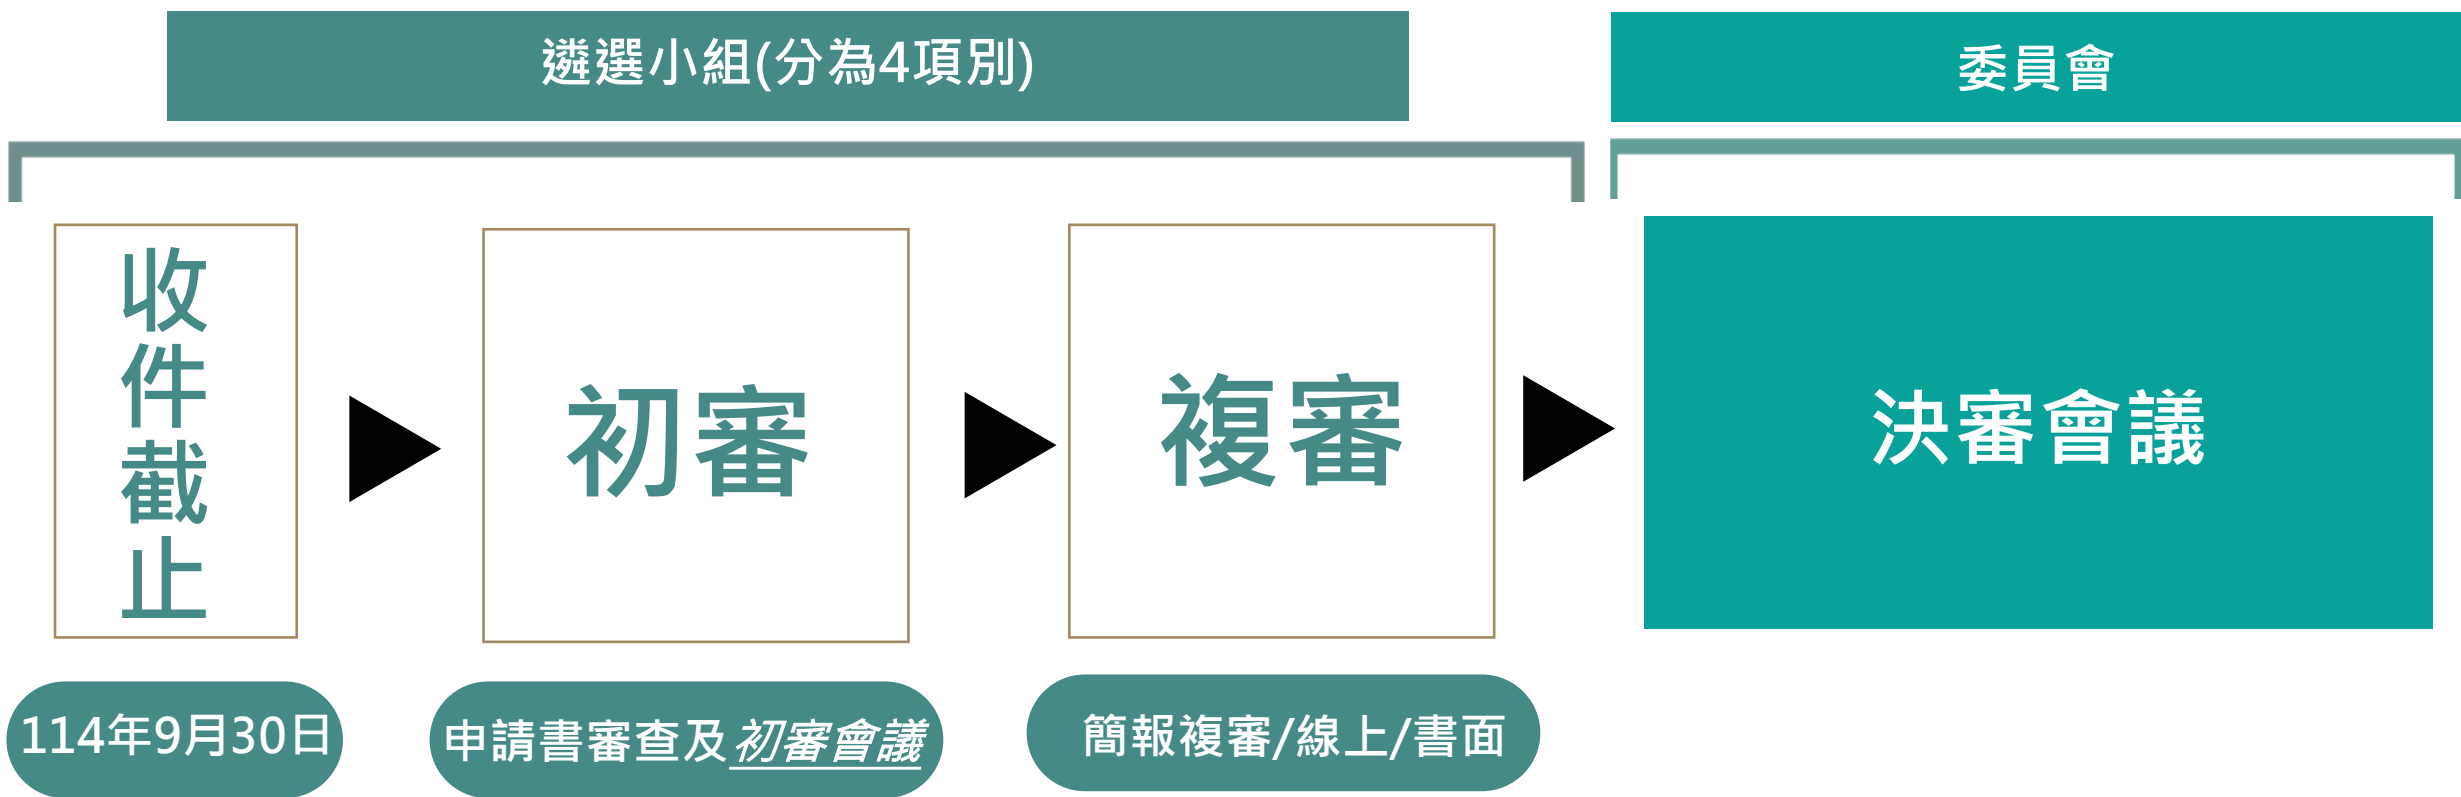 遴選小組(分為4項別)
委員會
收件截止
初審
複審
決審會議
114年9月30日
申請書審查及初審會議
簡報複審/線上/書面